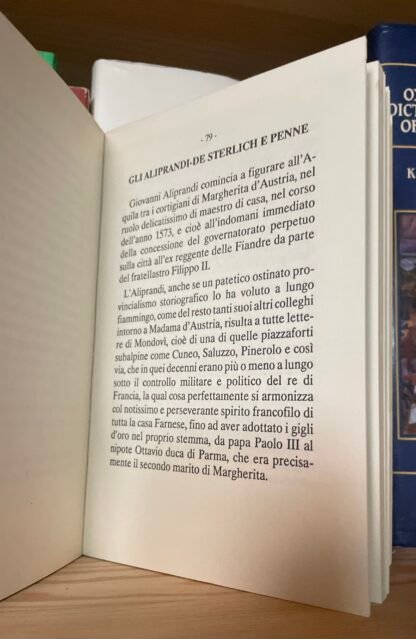 - 79 -
GLI ALIPRANDI-DE STERLICH E PENNE
Giovanni Aliprandi comincia a figurare all'A-
quila tra i cortigiani di Margherita d'Austria, nel
ruolo delicatissimo di maestro di casa, nel corso
dell'anno 1573, e cioè all'indomani immediato
della concessione del governatorato perpetuo
sulla città all'ex reggente delle Fiandre da parte
del fratellastro Filippo II.
L'Aliprandi, anche se un patetico ostinato pro-
vincialismo storiografico lo ha voluto a lungo
fiammingo, come del resto tanti suoi altri colleghi
intorno a Madama d'Austria, risulta a tutte lette-
re di Mondovì, cioè di una di quelle piazzaforti
subalpine come Cuneo, Saluzzo, Pinerolo e così
via, che in quei decenni erano più o meno a lungo
sotto il controllo militare e politico del re di
Francia, la qual cosa perfettamente si armonizza
col notissimo e perseverante spirito francofilo di
tutta la casa Farnese, fino ad aver adottato i gigli
d'oro nel proprio stemma, da papa Paolo III al
nipote Ottavio duca di Parma, che era precisa-
mente il secondo marito di Margherita.